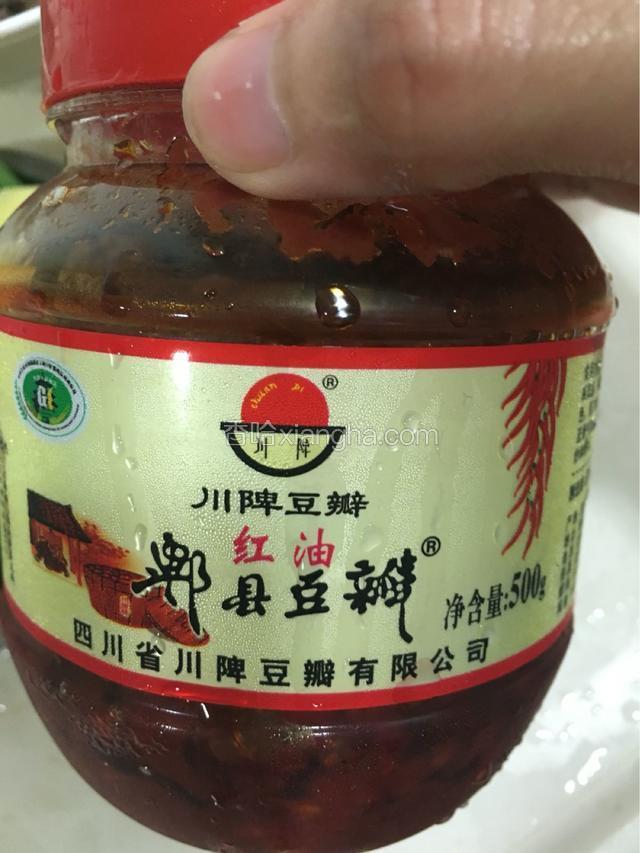 chuan pi ®
川 陴
香哈xiangha.com
川陴豆瓣
红油
郫县豆瓣®
净含量:500g
四川省川陴豆瓣有限公司